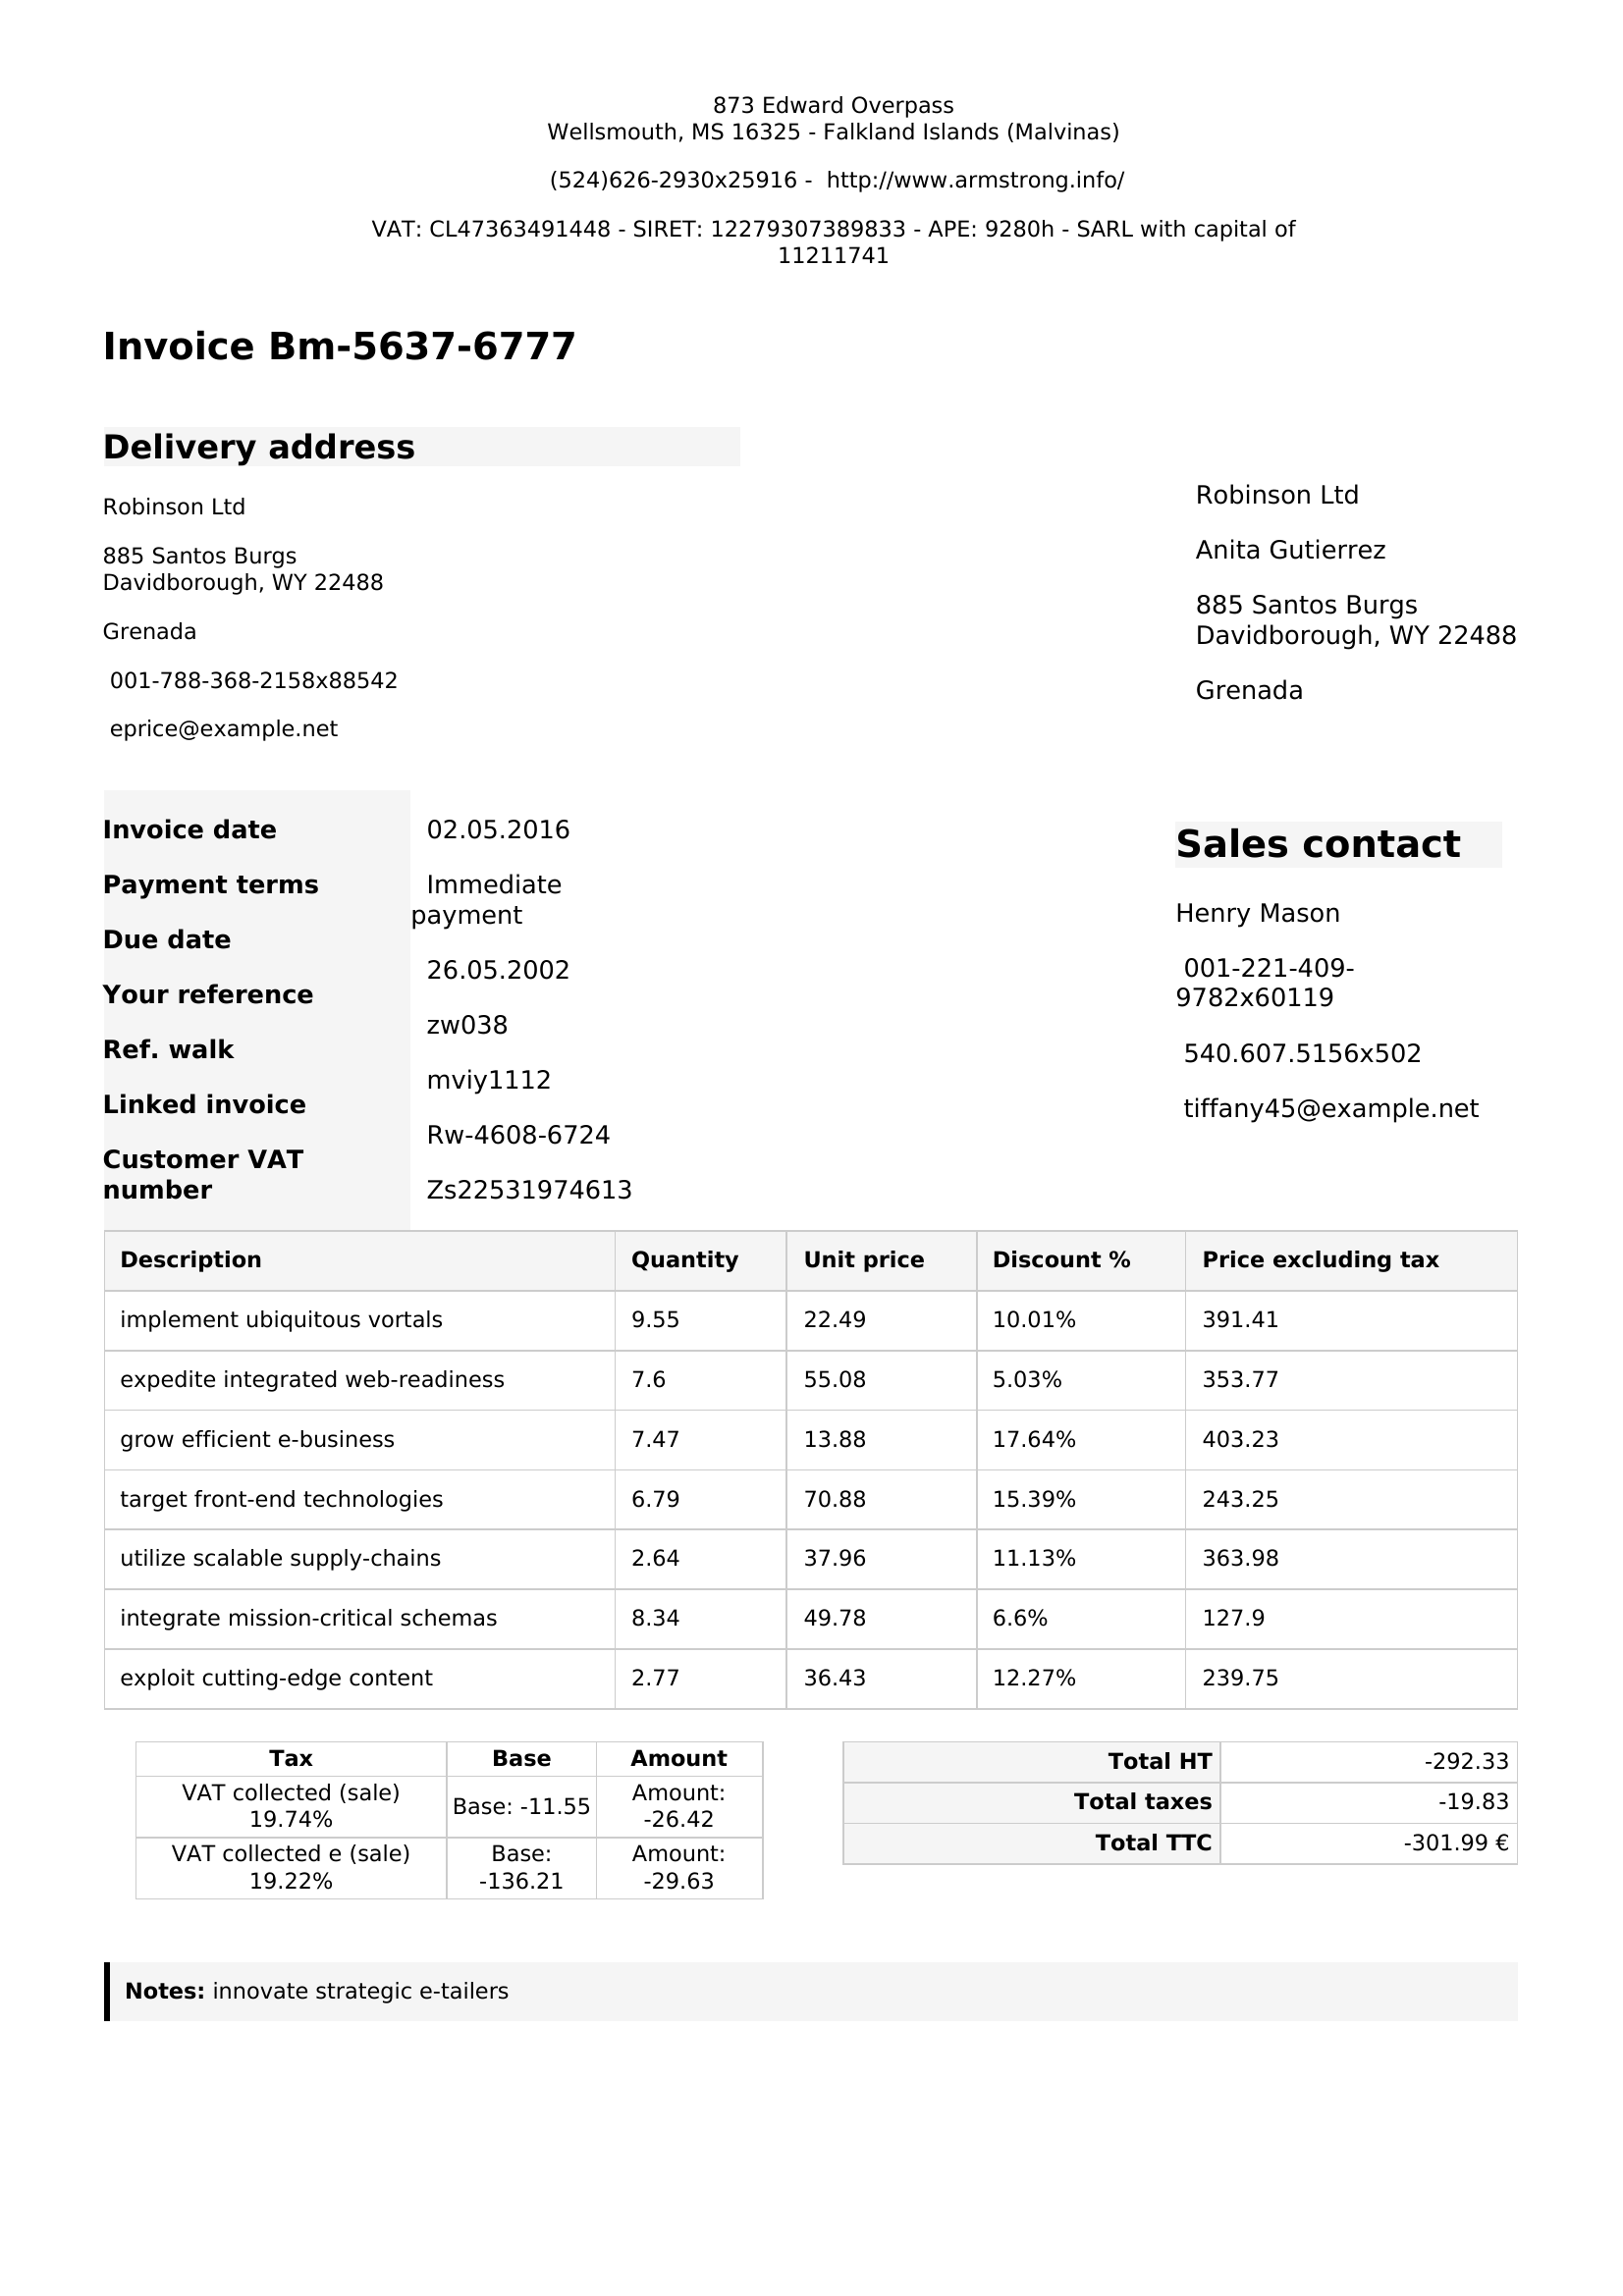 873 Edward Overpass
Wellsmouth, MS 16325 - Falkland Islands (Malvinas)
(524)626-2930x25916 - http://www.armstrong.info/
VAT: CL47363491448 - SIRET: 12279307389833 - APE: 9280h - SARL with capital of
11211741
Invoice Bm-5637-6777
Delivery address
Robinson Ltd
885 Santos Burgs
Davidborough, WY 22488
Grenada
001-788-368-2158x88542
eprice@example.net
Robinson Ltd
Anita Gutierrez
885 Santos Burgs
Davidborough, WY 22488
Grenada
Invoice date
Payment terms
Due date
Your reference
Ref. walk
Linked invoice
Customer VAT
number
02.05.2016
Immediate
payment
26.05.2002
zw038
mviy1112
Rw-4608-6724
Zs22531974613
Sales contact
Henry Mason
001-221-409-
9782x60119
540.607.5156x502
tiffany45@example.net
Description Quantity Unit price Discount % Price excluding tax
implement ubiquitous vortals 9.55 22.49 10.01% 391.41
expedite integrated web-readiness 7.6 55.08 5.03% 353.77
grow efficient e-business 7.47 13.88 17.64% 403.23
target front-end technologies 6.79 70.88 15.39% 243.25
utilize scalable supply-chains 2.64 37.96 11.13% 363.98
integrate mission-critical schemas 8.34 49.78 6.6% 127.9
exploit cutting-edge content 2.77 36.43 12.27% 239.75
Tax Base Amount
VAT collected (sale)
19.74%
Base: -11.55
Amount:
-26.42
VAT collected e (sale)
19.22%
Base:
-136.21
Amount:
-29.63
Total HT -292.33
Total taxes -19.83
Total TTC -301.99 €
Notes: innovate strategic e-tailers